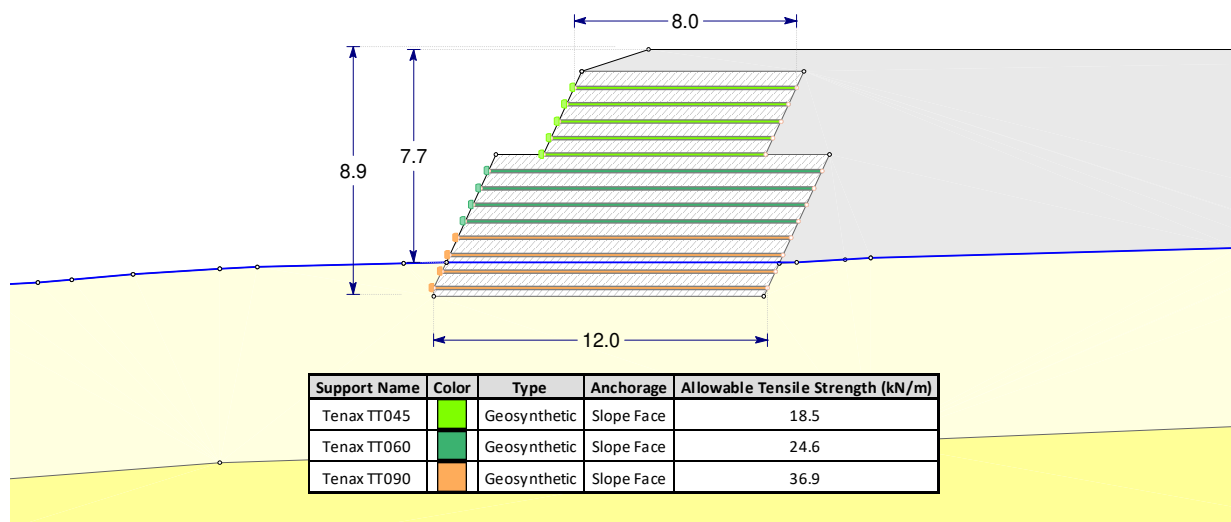 8.0
8.9
7.7
12.0
Support Name Color Type Anchorage Allowable Tensile Strength (kN/m)
Tenax TT045 Geosynthetic Slope Face 18.5
Tenax TT060 Geosynthetic Slope Face 24.6
Tenax TT090 Geosynthetic Slope Face 36.9